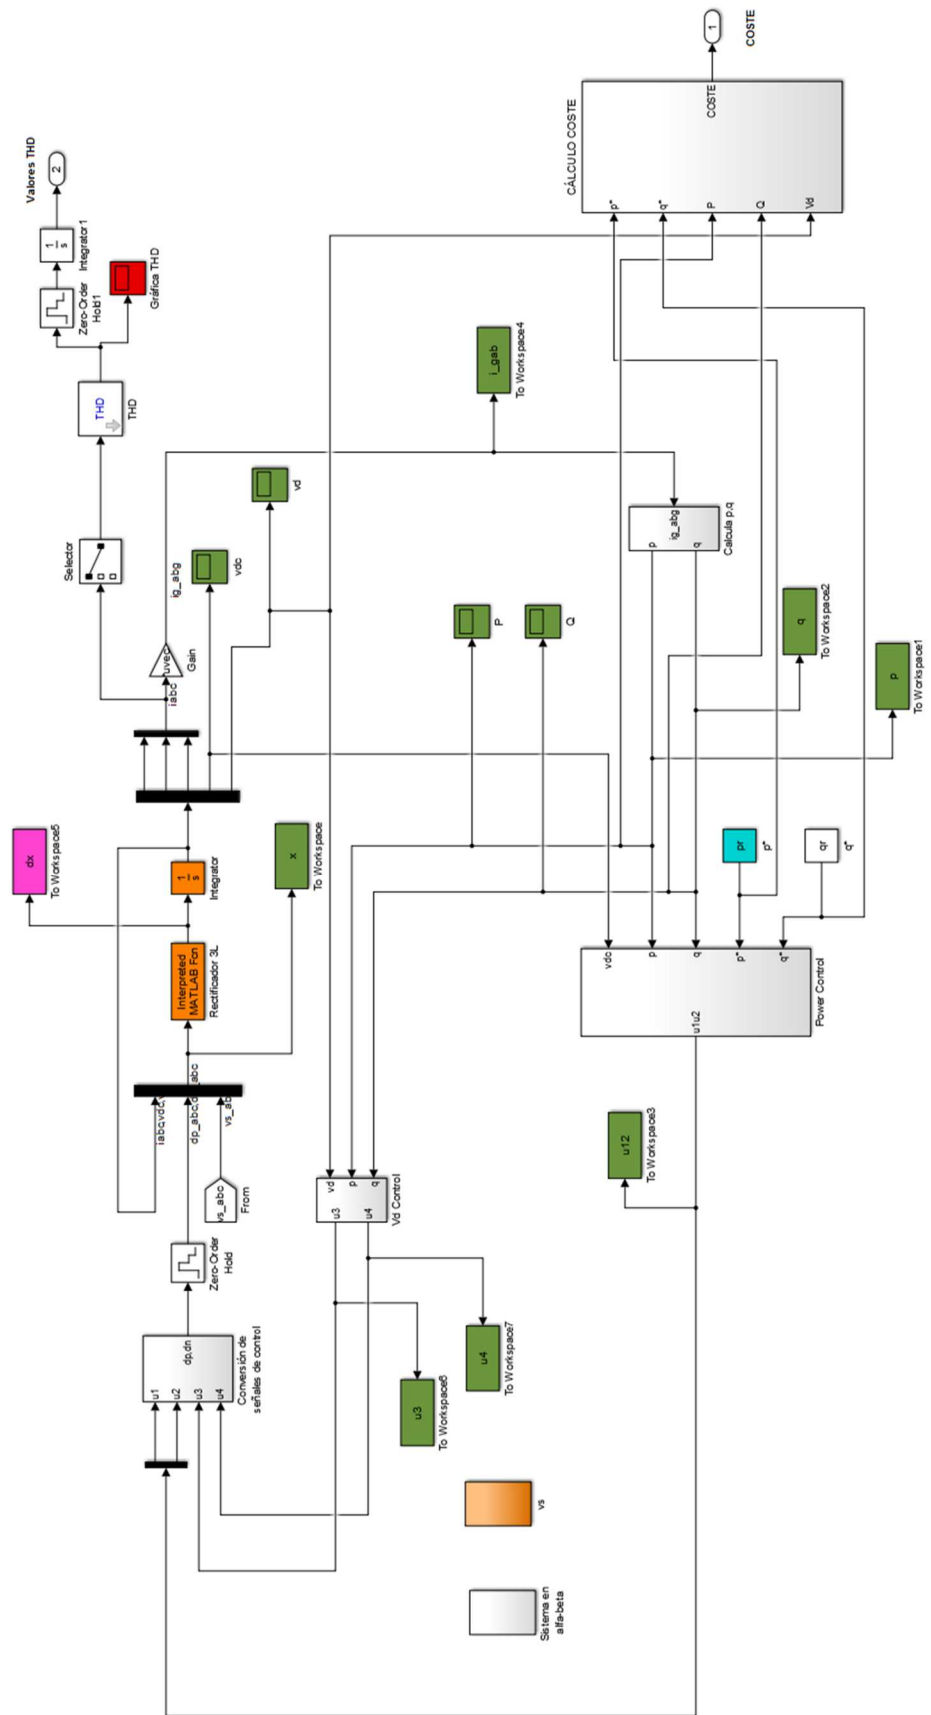 dx
To Workspace5
Valores THD
2
1
s
Integrator1
Zero-Order
Hold1
THD
THD
Gráfica THD
Selector
uvec
Gain
iabc
ig_abg
vdc
vd
1
s
Integrator
Interpreted
MATLAB Fcn
Rectificador 3L
x
To Workspace
iabc,vdc,v
vs_abc
From
Zero-Order
Hold
u1
u2
u3
u4
dp,dn
Conversión de
señales de control
vd
p
q
u3
u4
Vd Control
u3
To Workspace6
u4
To Workspace7
vs
Sistema en
alfa-beta
P
Q
i_gab
To Workspace4
ig_abg
p
q
Calcula p,q
u12
To Workspace3
vdc
p
q
p*
q*
u1u2
Power Control
pr
p*
qr
q*
q
To Workspace2
p
To Workspace1
CÁLCULO COSTE
p*
q*
P
Q
Vd
COSTE
1
COSTE